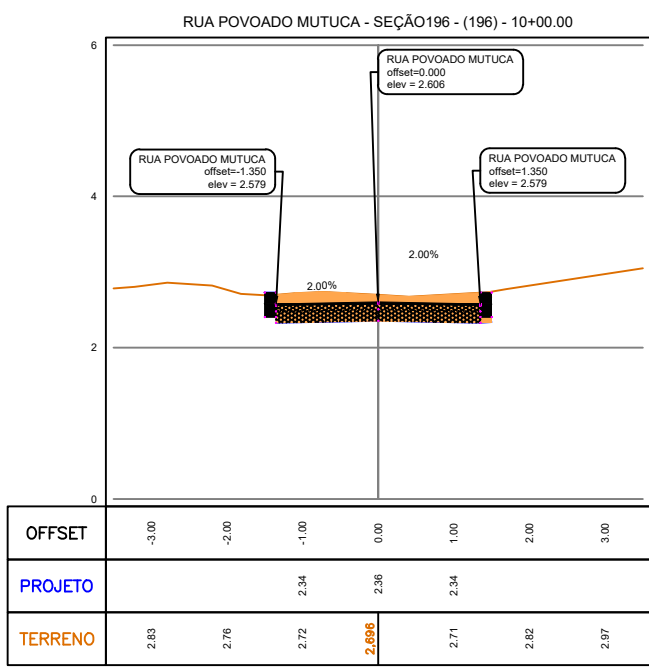 RUA POVOADO MUTUCA - SEÇÃO196 - (196) - 10+00.00
6
RUA POVOADO MUTUCA
offset=0.000
elev = 2.606
RUA POVOADO MUTUCA
offset=-1.350
elev = 2.579
RUA POVOADO MUTUCA
offset=1.350
elev = 2.579
4
2.00%
2.00%
2
0
OFFSET -3.00 -2.00 -1.00 0.00 1.00 2.00 3.00
PROJETO 2.34 2.36 2.34
TERRENO 2.83 2.76 2.72 2,696 2.71 2.82 2.97